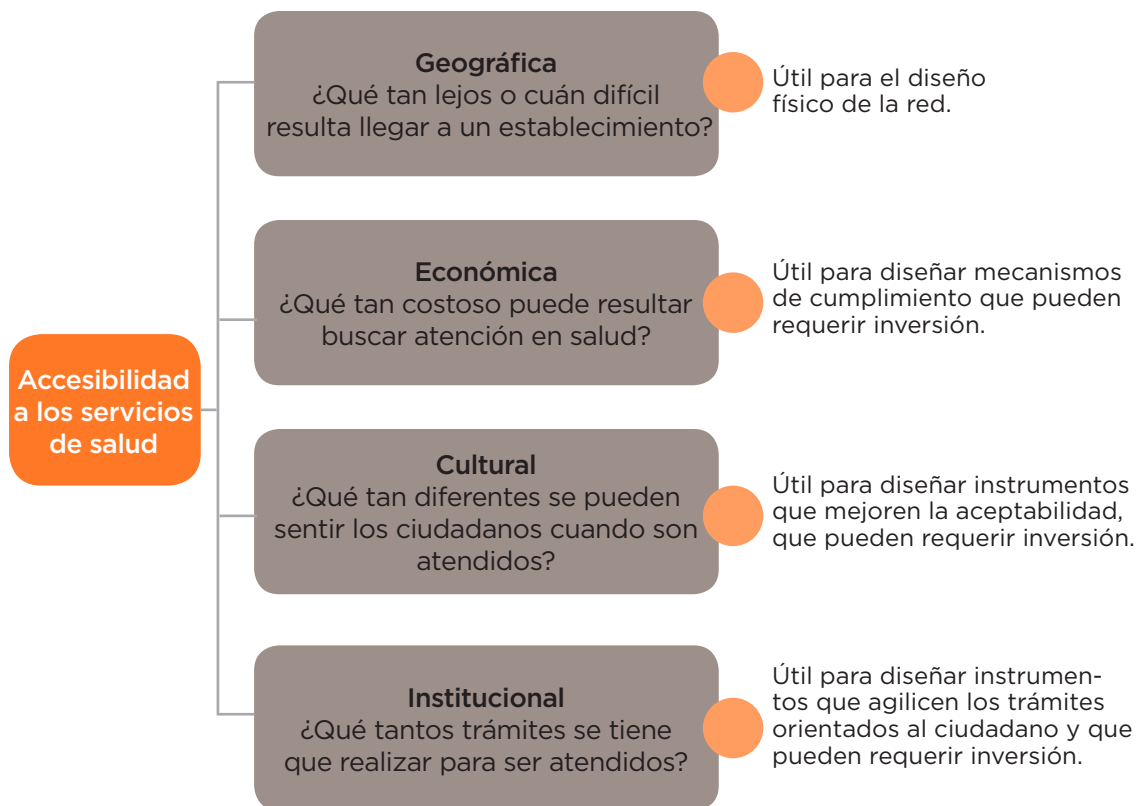 Accesibilidad
a los servicios
de salud
Geográfica
¿Qué tan lejos o cuán difícil
resulta llegar a un establecimiento?
Útil para el diseño
físico de la red.
Económica
¿Qué tan costoso puede resultar
buscar atención en salud?
Útil para diseñar mecanismos
de cumplimiento que pueden
requerir inversión.
Cultural
¿Qué tan diferentes se pueden
sentir los ciudadanos cuando son
atendidos?
Útil para diseñar instrumentos
que mejoren la aceptabilidad,
que pueden requerir inversión.
Institucional
¿Qué tantos trámites se tiene
que realizar para ser atendidos?
Útil para diseñar instrumen-
tos que agilicen los trámites
orientados al ciudadano y que
pueden requerir inversión.